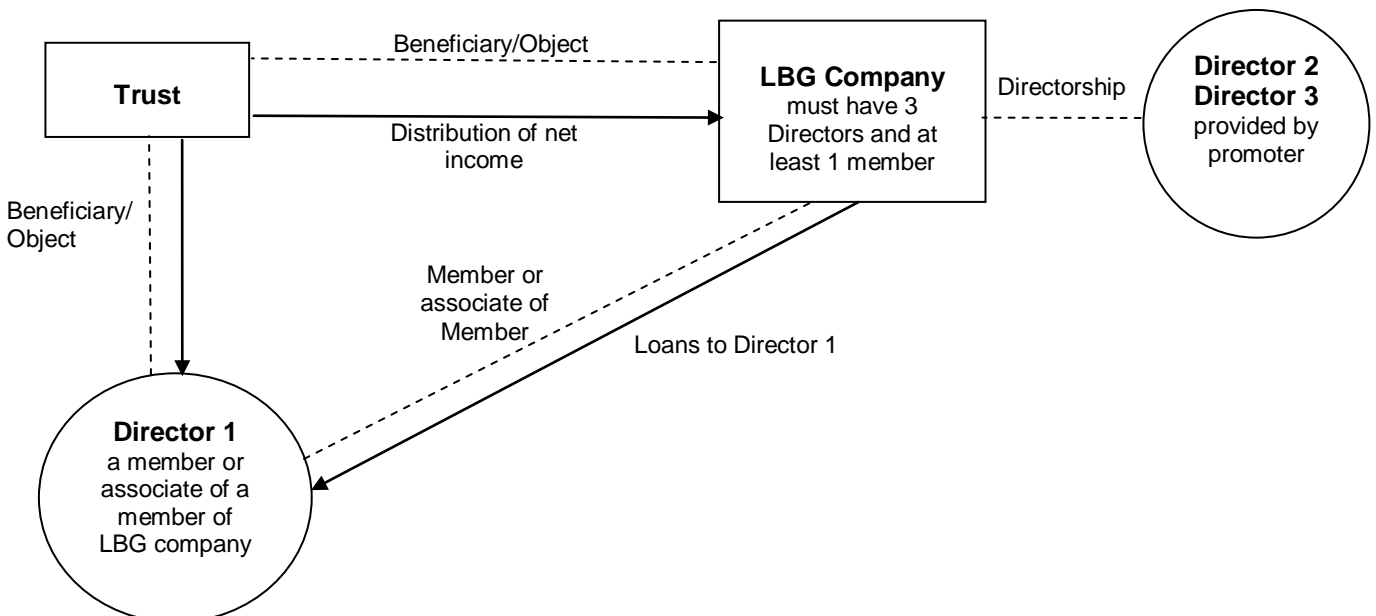 Trust
Beneficiary/Object
Distribution of net
income
LBG Company
must have 3
Directors and at
least 1 member
Directorship
Director 2
Director 3
provided by
promoter
Beneficiary/
Object
Member or
associate of
Member
Loans to Director 1
Director 1
a member or
associate of a
member of
LBG company